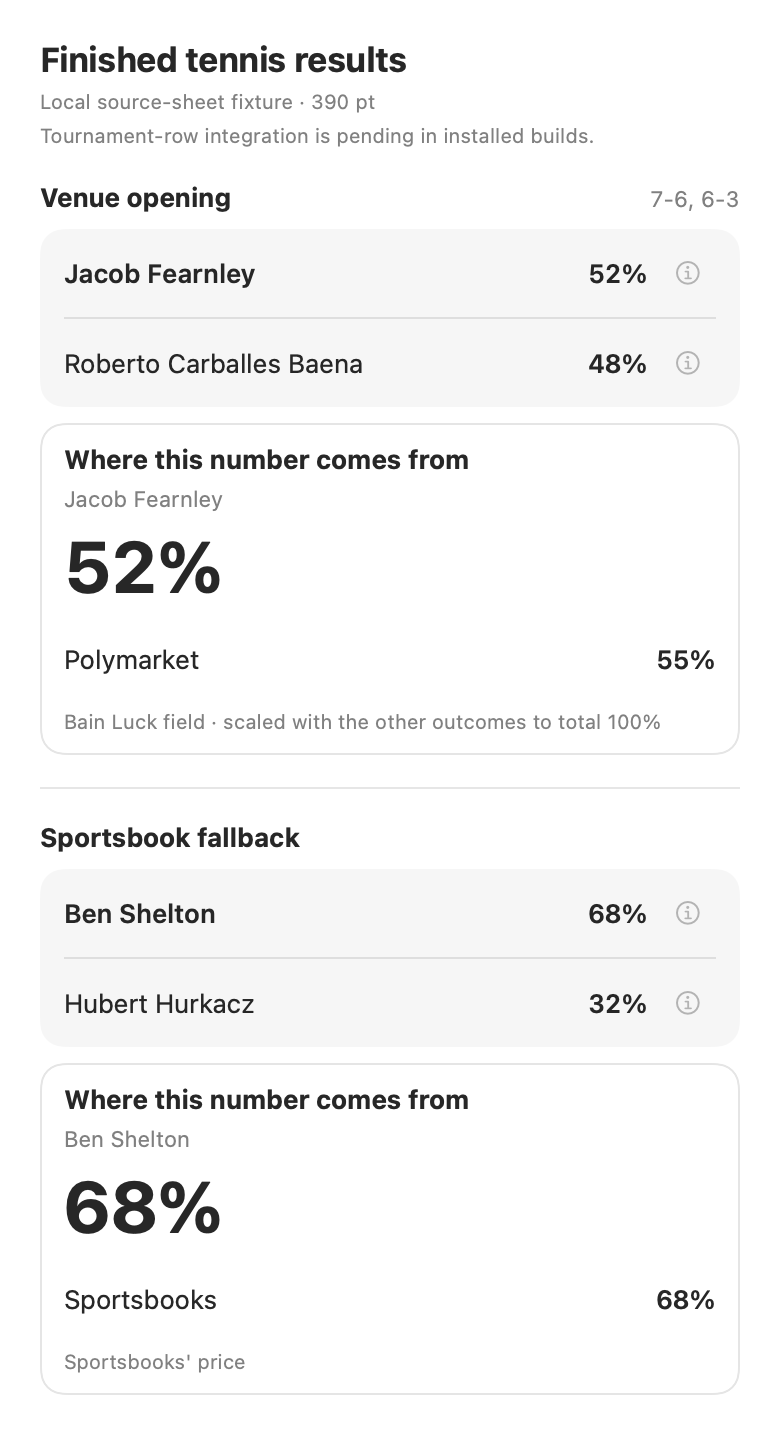 Finished tennis results
Local source-sheet fixture · 390 pt
Tournament-row integration is pending in installed builds.
Venue opening 7-6, 6-3
Jacob Fearnley 52%
Roberto Carballes Baena 48%
Where this number comes from
Jacob Fearnley
52%
Polymarket 55%
Bain Luck field · scaled with the other outcomes to total 100%
Sportsbook fallback
Ben Shelton 68%
Hubert Hurkacz 32%
Where this number comes from
Ben Shelton
68%
Sportsbooks 68%
Sportsbooks' price